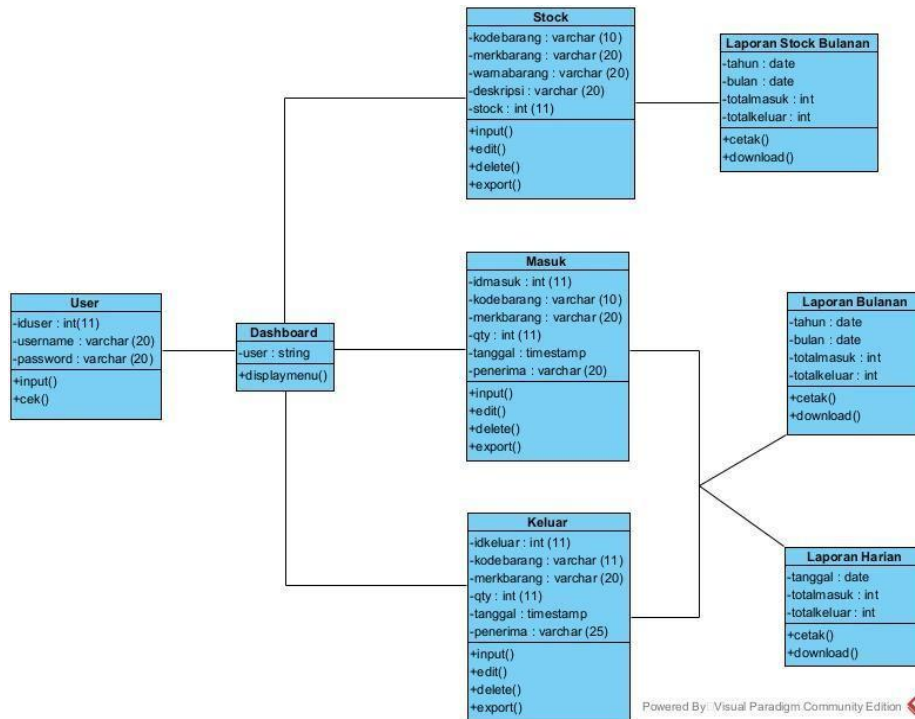 Stock
-kodebarang : varchar (10)
-merkbarang : varchar (20)
-warnabarang : varchar (20)
-deskripsi : varchar (20)
-stock : int (11)
+input()
+edit()
+delete()
+export()
Laporan Stock Bulanan
-tahun : date
-bulan : date
-totalmasuk : int
-totalkeluar : int
+cetak()
+download()
User
-iduser : int(11)
-username : varchar (20)
-password : varchar (20)
+input()
+cek()
Dashboard
-user : string
+displaymenu()
Masuk
-idmasuk : int (11)
-kodebarang : varchar (10)
-merkbarang : varchar (20)
-qty : int (11)
-tanggal : timestamp
-penerima : varchar (20)
+input()
+edit()
+delete()
+export()
Laporan Bulanan
-tahun : date
-bulan : date
-totalmasuk : int
-totalkeluar : int
+cetak()
+download()
Keluar
-idkeluar : int (11)
-kodebarang : varchar (11)
-merkbarang : varchar (20)
-qty : int (11)
-tanggal : timestamp
-penerima : varchar (25)
+input()
+edit()
+delete()
+export()
Laporan Harian
-tanggal : date
-totalmasuk : int
-totalkeluar : int
+cetak()
+download()
Powered By: Visual Paradigm Community Edition